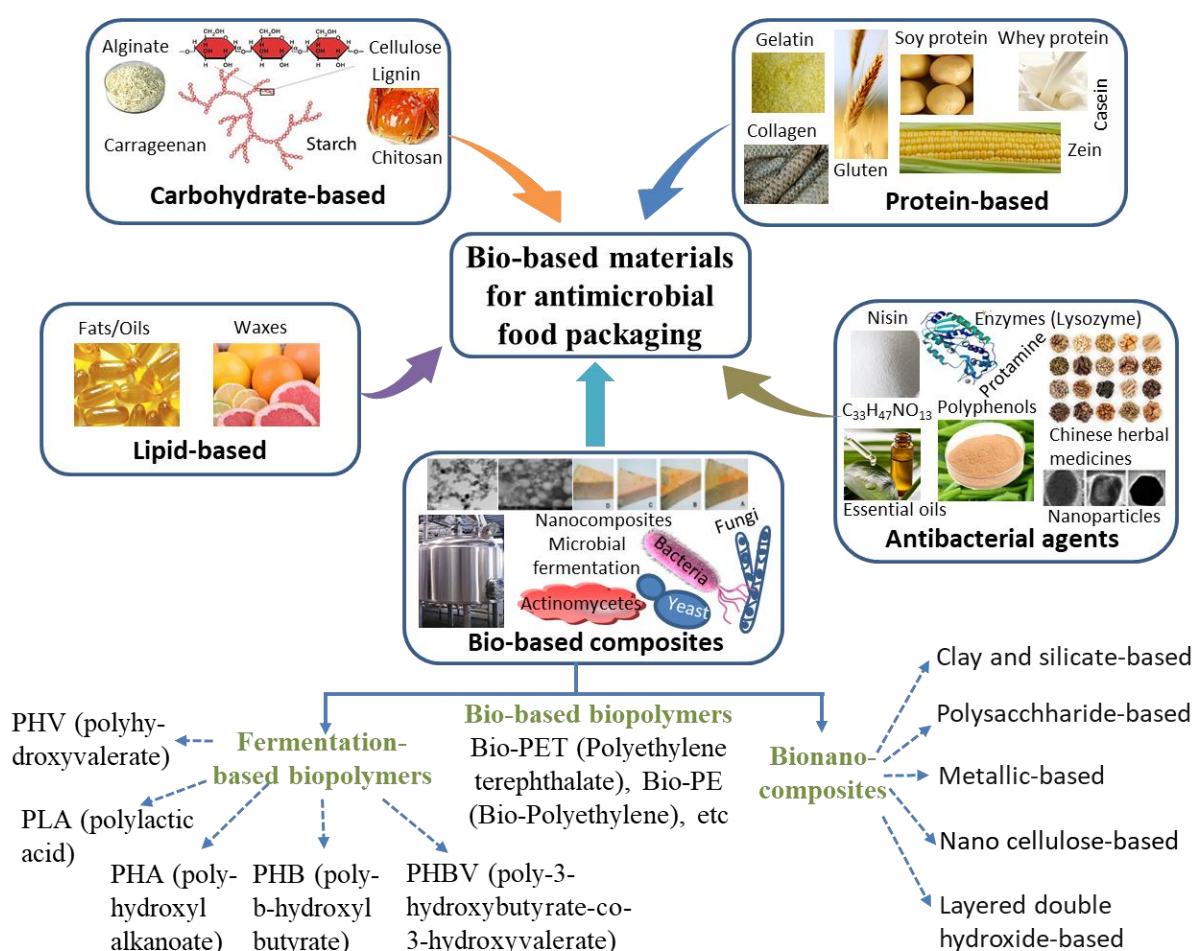 Alginate
Cellulose
Lignin
Carrageenan
Starch
Chitosan
Carbohydrate-based
Gelatin
Soy protein
Whey protein
Casein
Collagen
Gluten
Zein
Protein-based
Bio-based materials
for antimicrobial
food packaging
Fats/Oils
Waxes
Lipid-based
Nisin
Enzymes (Lysozyme)
Protamine
C₃₃H₄₇NO₁₃
Polyphenols
Chinese herbal
medicines
Essential oils
Nanoparticles
Antibacterial agents
D C B A
Nanocomposites
Microbial
fermentation
Fungi
Bacteria
Actinomycetes
Yeast
Bio-based composites
PHV (polyhy-
droxyvalerate)
Fermentation-
based biopolymers
PLA (polylactic
acid)
PHA (poly-
hydroxyl
alkanoate)
PHB (poly-
b-hydroxyl
butyrate)
PHBV (poly-3-
hydroxybutyrate-co-
3-hydroxyvalerate)
Bio-based biopolymers
Bio-PET (Polyethylene
terephthalate), Bio-PE
(Bio-Polyethylene), etc
Bionano-
composites
Clay and silicate-based
Polysacchharide-based
Metallic-based
Nano cellulose-based
Layered double
hydroxide-based